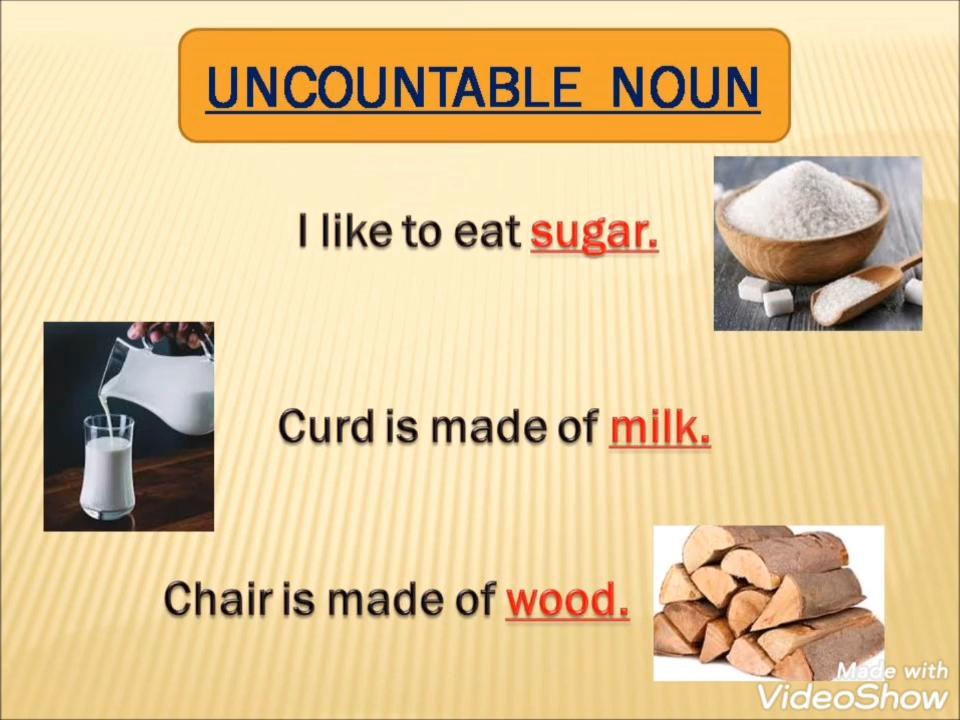 UNCOUNTABLE NOUN
I like to eat sugar.
Curd is made of milk.
Chair is made of wood.
Made with
VideoShow